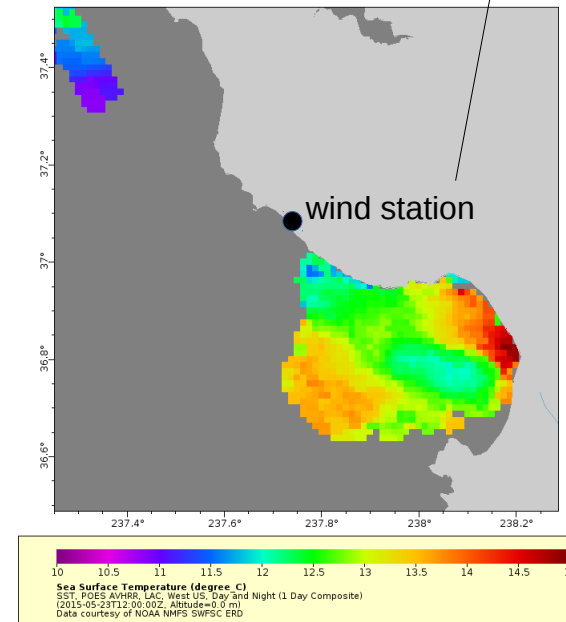 37.4°
37.2°
wind station
37°
36.8°
36.6°
237.4° 237.6° 237.8° 238° 238.2°
10 10.5 11 11.5 12 12.5 13 13.5 14 14.5
Sea Surface Temperature (degree_C)
SST, POES AVHRR, LAC, West US, Day and Night (1 Day Composite)
(2015-05-23T12:00:00Z, Altitude=0.0 m)
Data courtesy of NOAA NMFS SWFSC ERD